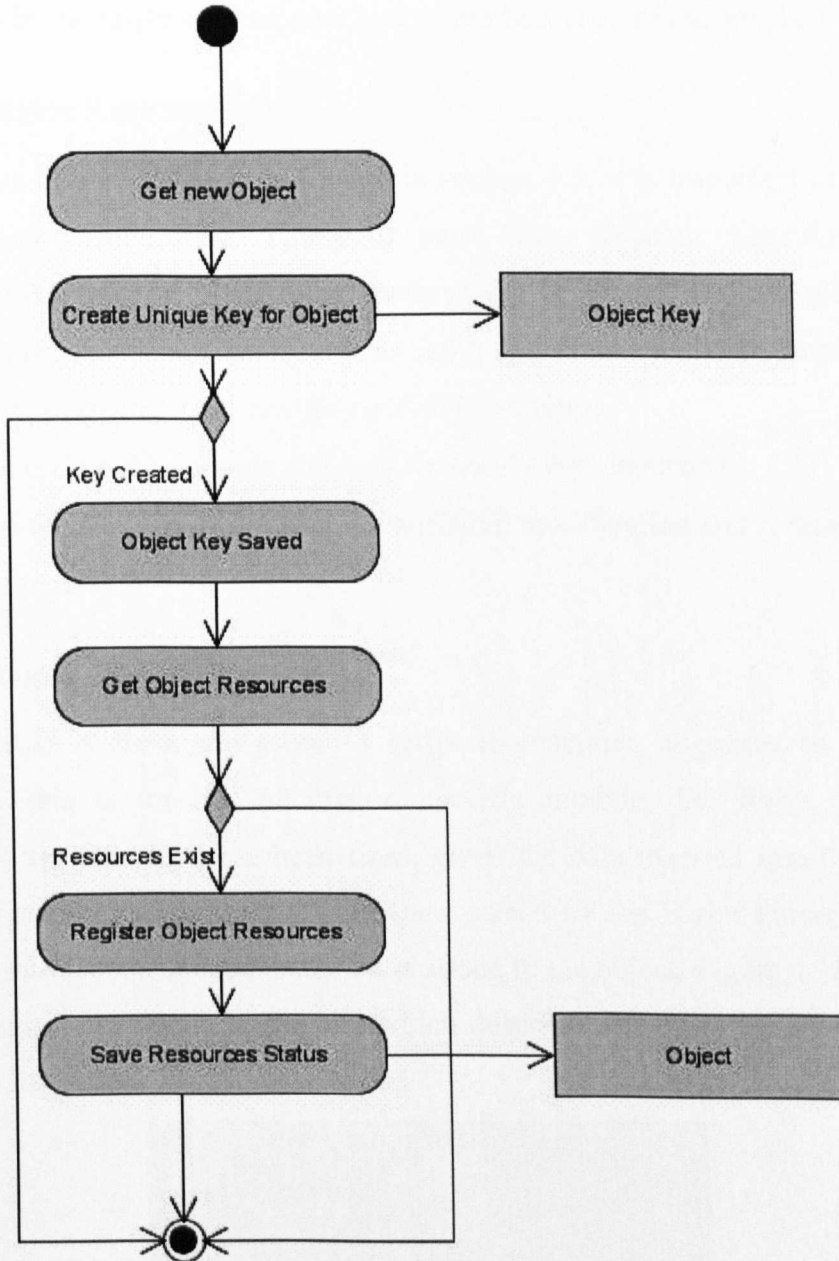 Get new Object
Create Unique Key for Object
Object Key
Key Created
Object Key Saved
Get Object Resources
Resources Exist
Register Object Resources
Save Resources Status
Object